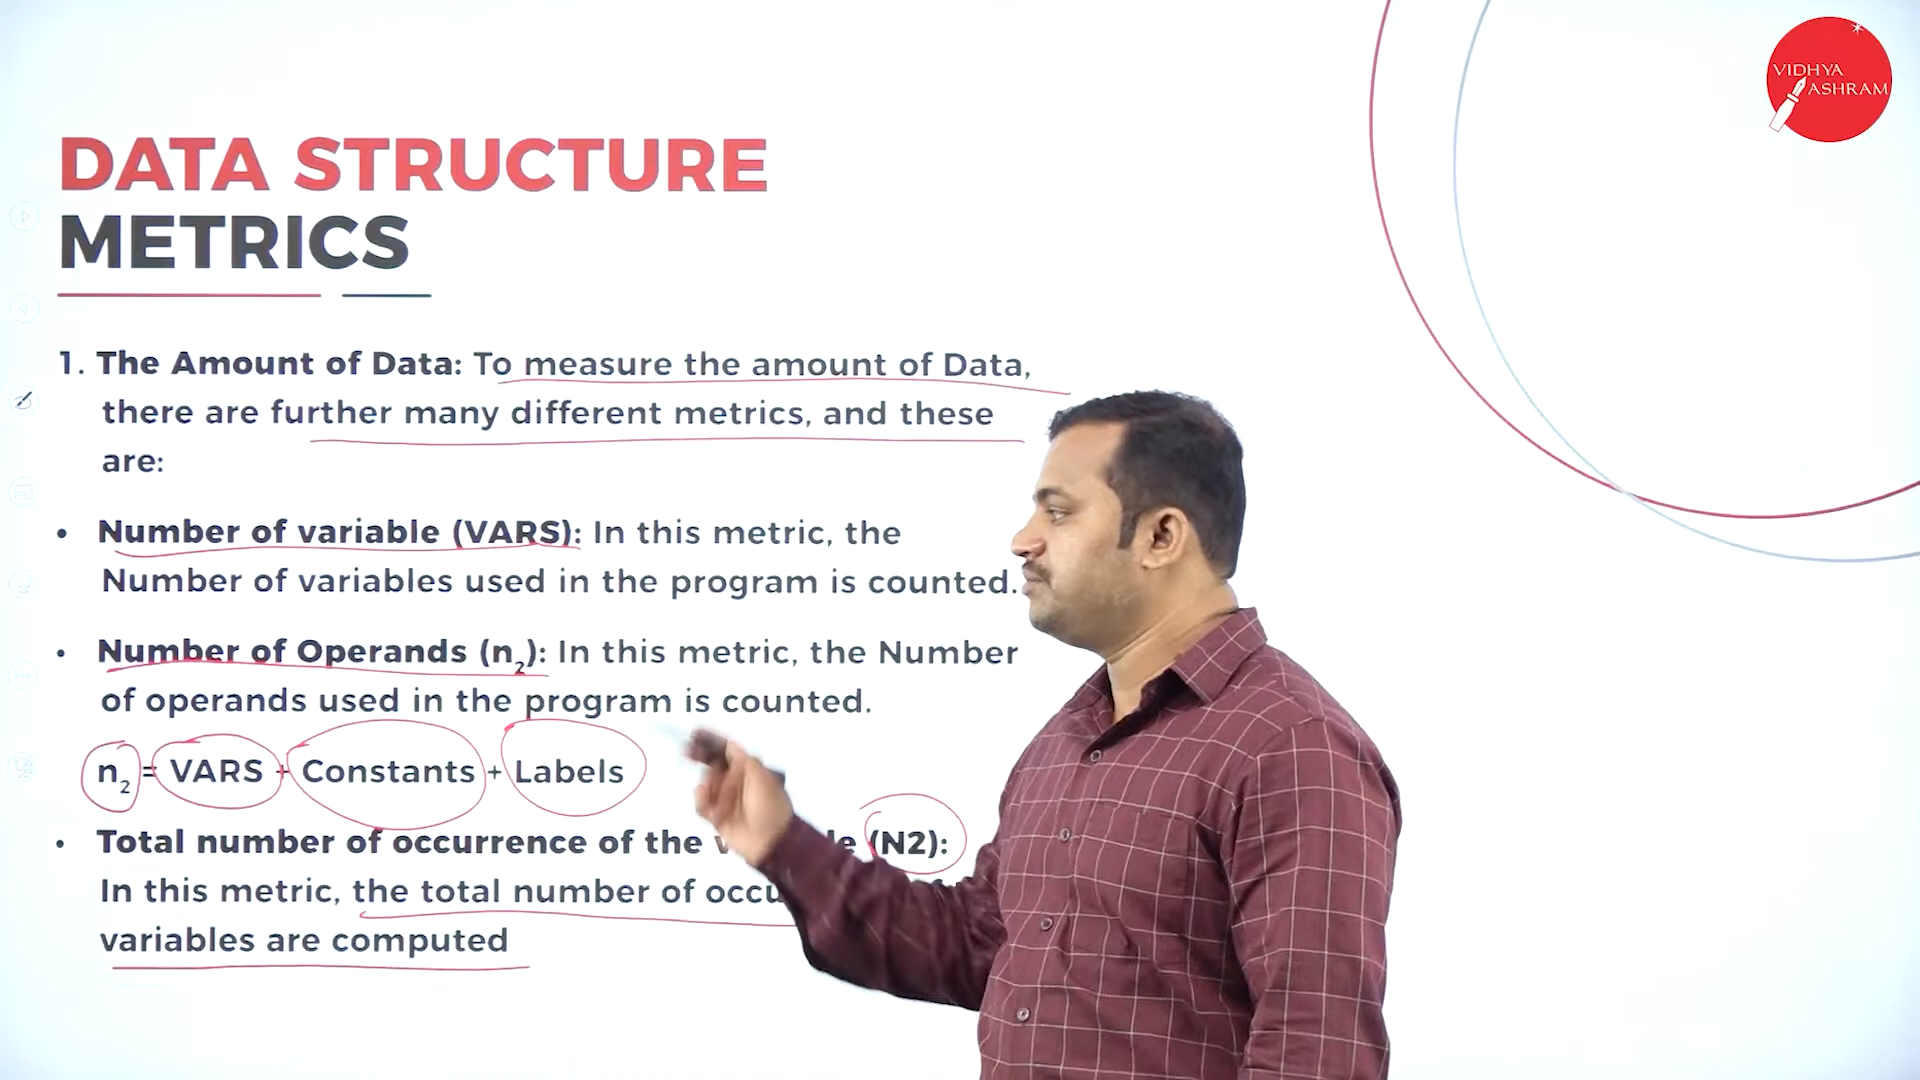 VIDHYA
ASHRAM
DATA STRUCTURE
METRICS
1. The Amount of Data: To measure the amount of Data,
there are further many different metrics, and these
are:
• Number of variable (VARS): In this metric, the
Number of variables used in the program is counted.
• Number of Operands (n₂): In this metric, the Number
of operands used in the program is counted.
n₂ = VARS + Constants + Labels
• Total number of occurrence of the (N2):
In this metric, the total number of
variables are computed